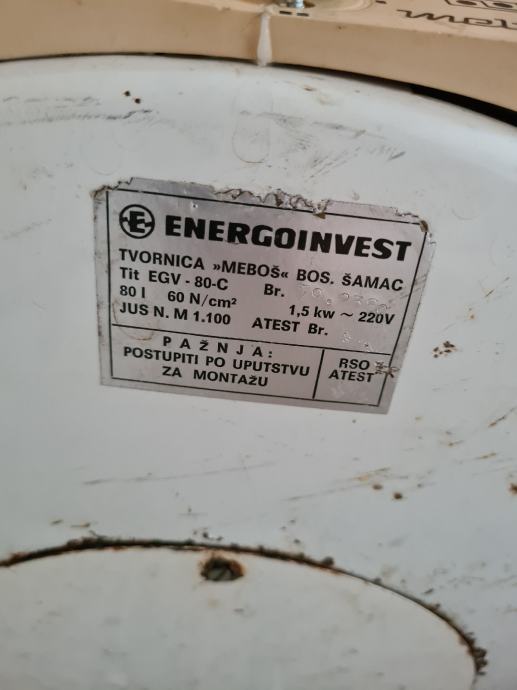 ENERGOINVEST
TVORNICA »MEBOŠ« BOS. ŠAMAC
Tit EGV - 80-C Br.
80 l 60 N/cm² 1,5 kw ~ 220V
JUS N. M 1.100 ATEST Br.
PAŽNJA:
POSTUPITI PO UPUTSTVU
ZA MONTAŽU
RSO
ATEST